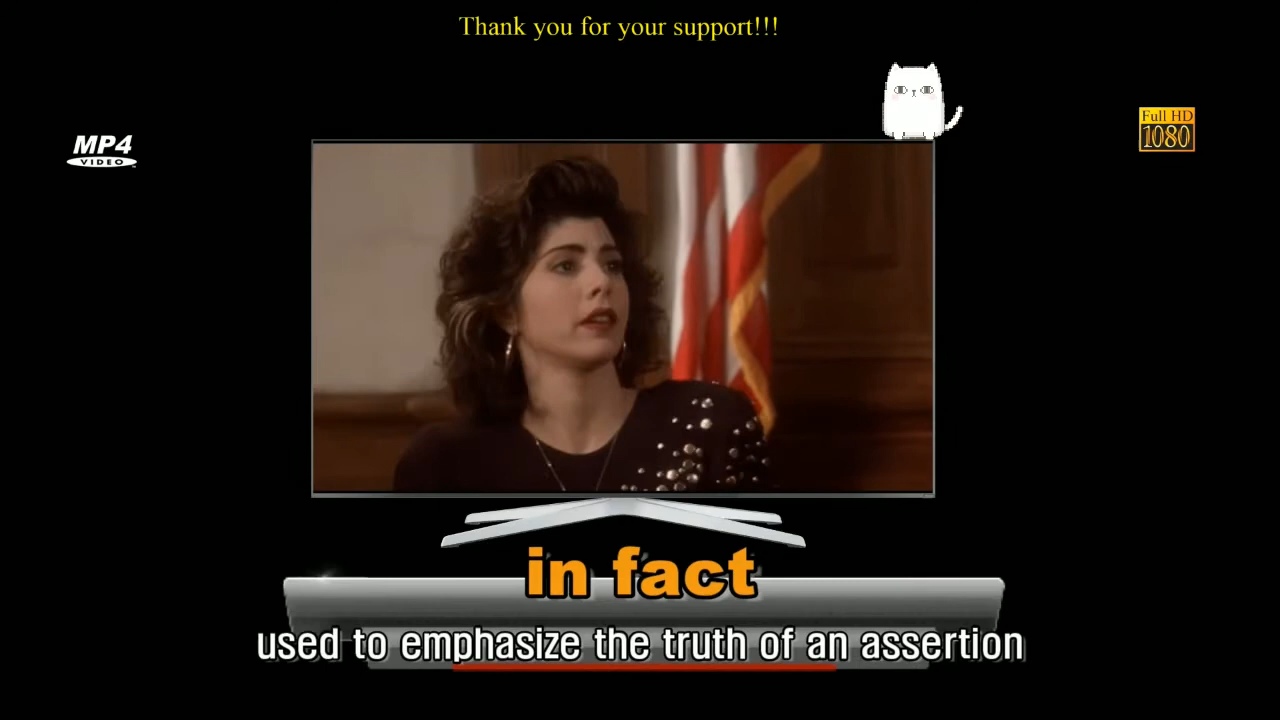 Thank you for your support!!!
MP4
VIDEO
Full HD
1080
in fact
used to emphasize the truth of an assertion